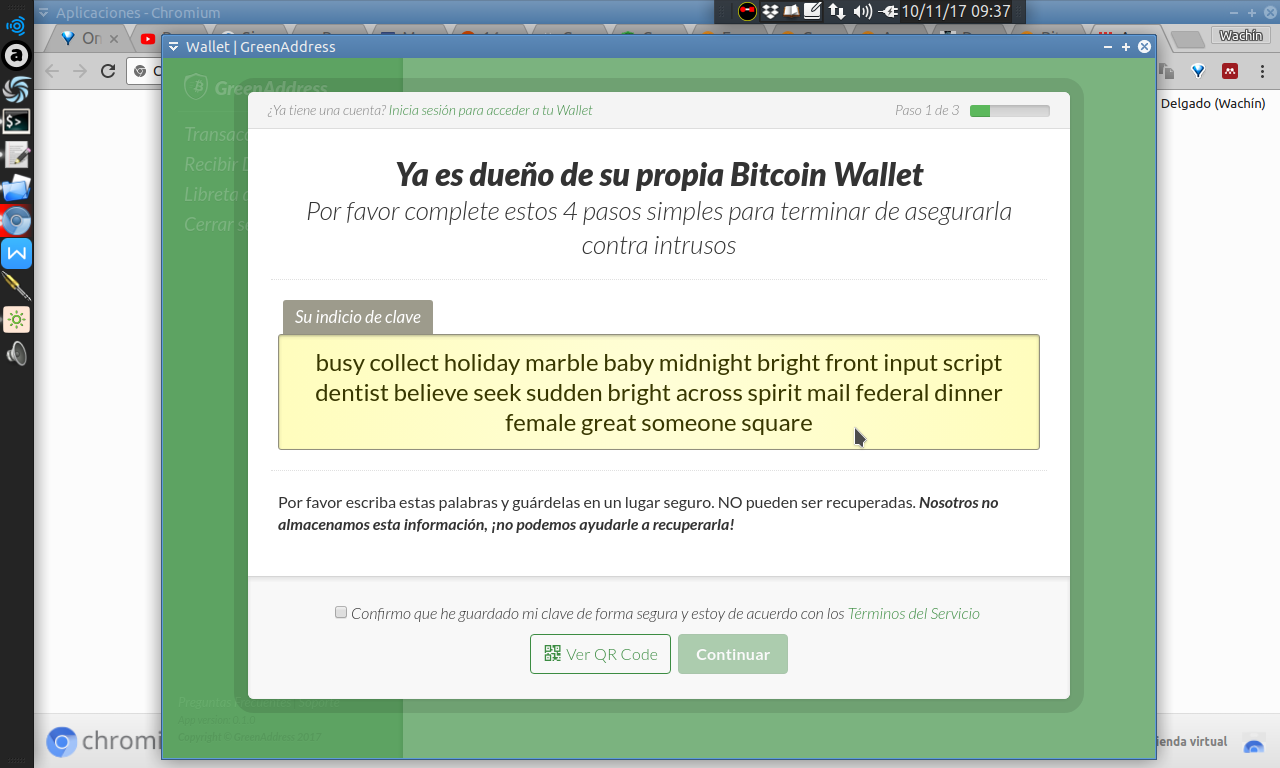 Aplicaciones - Chromium
10/11/17 09:37
Wachín
Wallet | GreenAddress
Delgado (Wachín)
GreenAddress
¿Ya tiene una cuenta? Inicia sesión para acceder a tu Wallet
Paso 1 de 3
Ya es dueño de su propia Bitcoin Wallet
Por favor complete estos 4 pasos simples para terminar de asegurarla
contra intrusos
Su indicio de clave
busy collect holiday marble baby midnight bright front input script
dentist believe seek sudden bright across spirit mail federal dinner
female great someone square
Por favor escriba estas palabras y guárdelas en un lugar seguro. NO pueden ser recuperadas. Nosotros no
almacenamos esta información, ¡no podemos ayudarle a recuperarla!
Confirmo que he guardado mi clave de forma segura y estoy de acuerdo con los Términos del Servicio
Ver QR Code
Continuar
Copyright © GreenAddress 2017
virtual